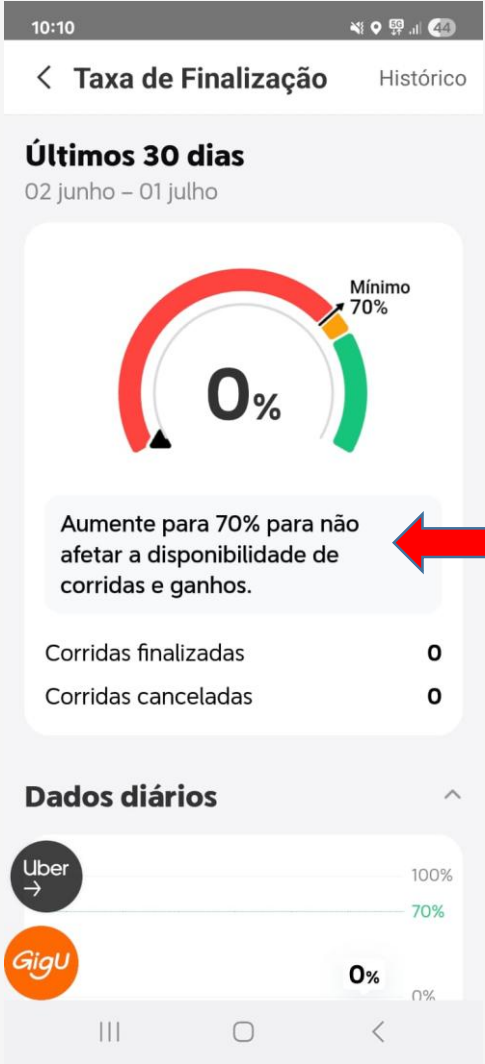 10:10 5G 44
Taxa de Finalização Histórico
Últimos 30 dias
02 junho – 01 julho
Mínimo
70%
0%
Aumente para 70% para não
afetar a disponibilidade de
corridas e ganhos.
Corridas finalizadas 0
Corridas canceladas 0
Dados diários
Uber
100%
70%
GigU
0%
0%